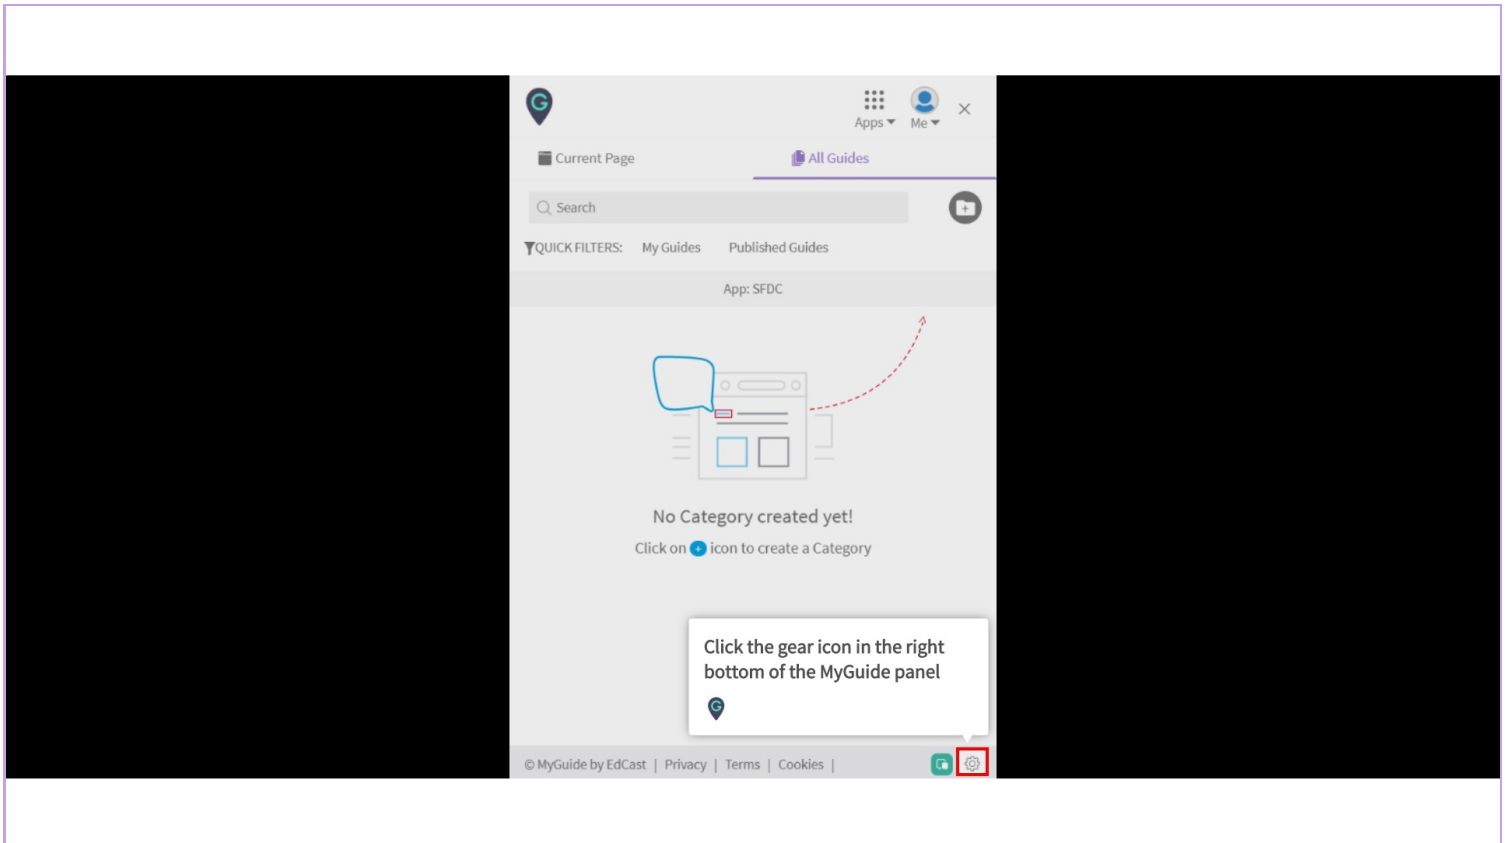 G
Apps Me
Current Page All Guides
Search
QUICK FILTERS: My Guides Published Guides
App: SFDC
No Category created yet!
Click on + icon to create a Category
Click the gear icon in the right
bottom of the MyGuide panel
G
© MyGuide by EdCast | Privacy | Terms | Cookies |